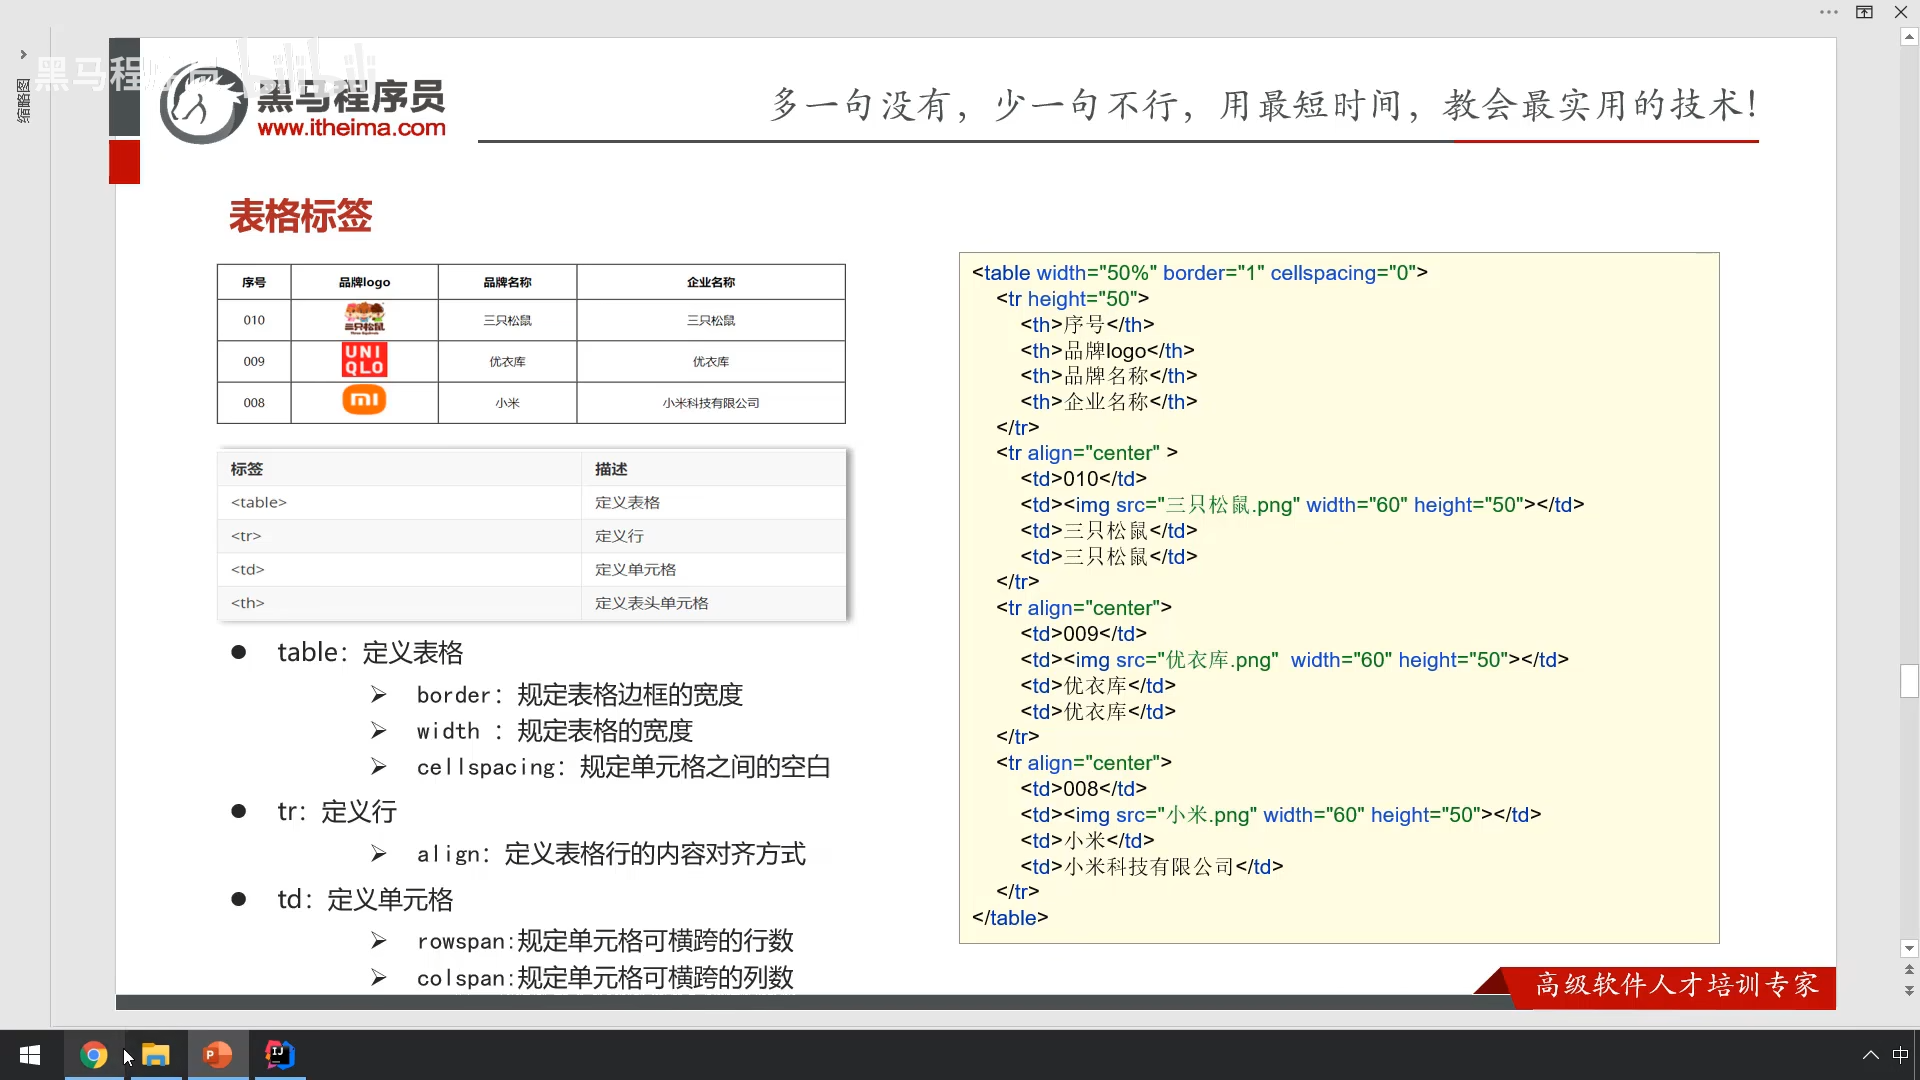 缩略图
黑马程序员 bilibili
黑马程序员
www.itheima.com
多一句没有，少一句不行，用最短时间，教会最实用的技术！
表格标签
序号 品牌logo 品牌名称 企业名称
010 三只松鼠 三只松鼠 三只松鼠
009 UNIQLO 优衣库 优衣库
008 mi 小米 小米科技有限公司
标签 描述
<table> 定义表格
<tr> 定义行
<td> 定义单元格
<th> 定义表头单元格
● table：定义表格
➢ border：规定表格边框的宽度
➢ width ：规定表格的宽度
➢ cellspacing：规定单元格之间的空白
● tr：定义行
➢ align：定义表格行的内容对齐方式
● td：定义单元格
➢ rowspan:规定单元格可横跨的行数
➢ colspan:规定单元格可横跨的列数
<table width="50%" border="1" cellspacing="0">
<tr height="50">
<th>序号</th>
<th>品牌logo</th>
<th>品牌名称</th>
<th>企业名称</th>
</tr>
<tr align="center" >
<td>010</td>
<td><img src="三只松鼠.png" width="60" height="50"></td>
<td>三只松鼠</td>
<td>三只松鼠</td>
</tr>
<tr align="center">
<td>009</td>
<td><img src="优衣库.png"  width="60" height="50"></td>
<td>优衣库</td>
<td>优衣库</td>
</tr>
<tr align="center">
<td>008</td>
<td><img src="小米.png" width="60" height="50"></td>
<td>小米</td>
<td>小米科技有限公司</td>
</tr>
</table>
高级软件人才培训专家
中